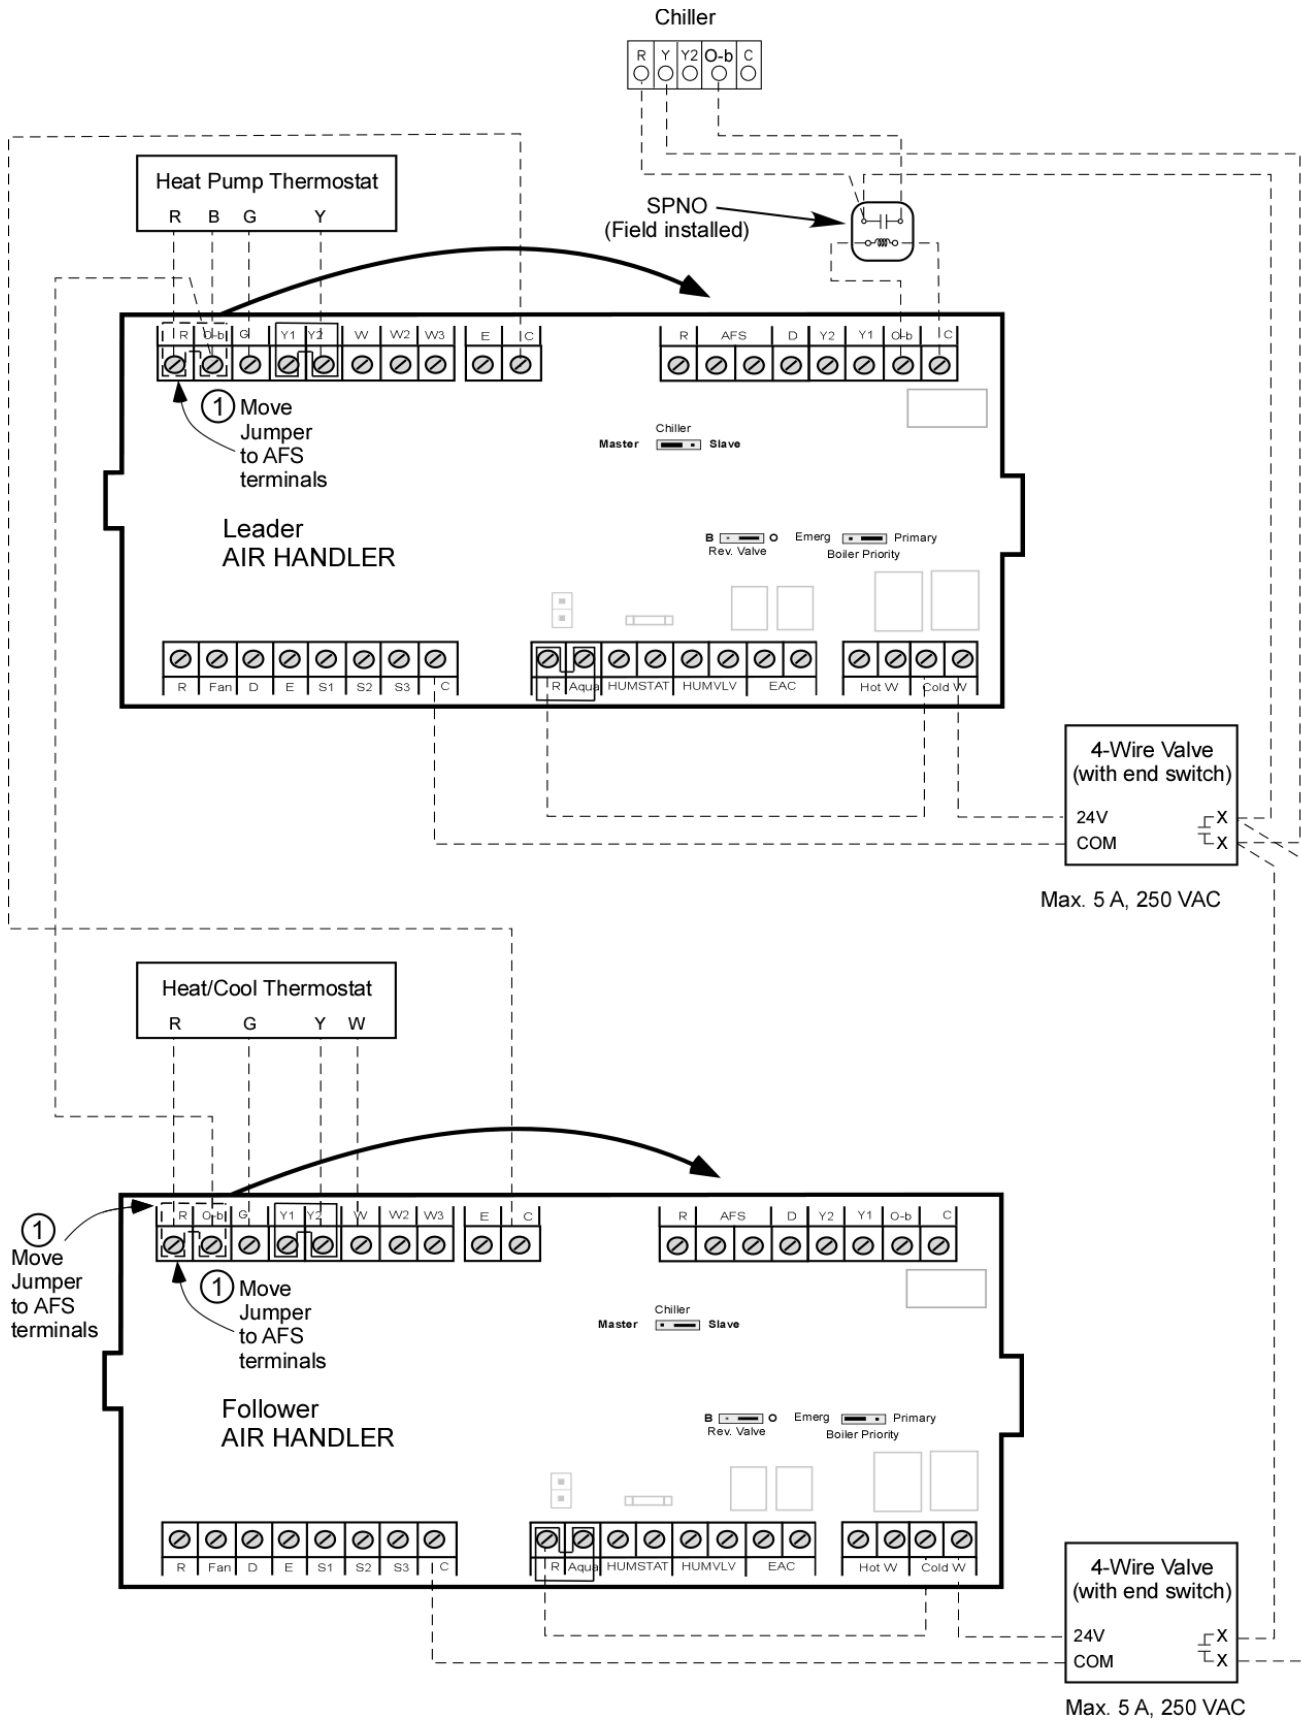 Chiller
R Y Y2 O-b C
Heat Pump Thermostat
R B G Y
SPNO
(Field installed)
R O-b G Y1 Y2 W W2 W3 E C
R AFS D Y2 Y1 O-b C
1 Move
Jumper
to AFS
terminals
Chiller
Master Slave
Leader
AIR HANDLER
B O
Rev. Valve
Emerg Primary
Boiler Priority
R Fan D E S1 S2 S3 C
R Aqua HUMSTAT HUMVLV EAC
Hot W Cold W
4-Wire Valve
(with end switch)
24V X
COM X
Max. 5 A, 250 VAC
Heat/Cool Thermostat
R G Y W
R O-b G Y1 Y2 W W2 W3 E C
R AFS D Y2 Y1 O-b C
1
Move
Jumper
to AFS
terminals
1 Move
Jumper
to AFS
terminals
Chiller
Master Slave
Follower
AIR HANDLER
B O
Rev. Valve
Emerg Primary
Boiler Priority
R Fan D E S1 S2 S3 C
R Aqua HUMSTAT HUMVLV EAC
Hot W Cold W
4-Wire Valve
(with end switch)
24V X
COM X
Max. 5 A, 250 VAC